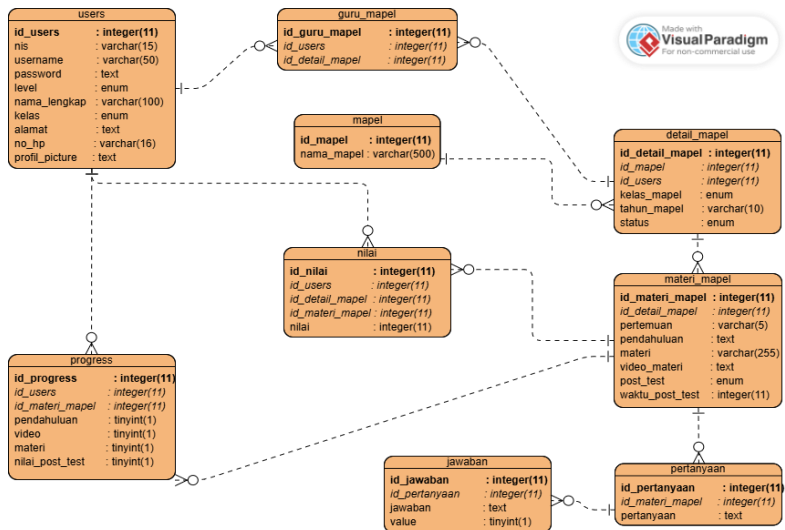 users
id_users : integer(11)
nis : varchar(15)
username : varchar(50)
password : text
level : enum
nama_lengkap : varchar(100)
kelas : enum
alamat : text
no_hp : varchar(16)
profil_picture : text
guru_mapel
id_guru_mapel : integer(11)
id_users : integer(11)
id_detail_mapel : integer(11)
Made with
Visual Paradigm
For non-commercial use
mapel
id_mapel : integer(11)
nama_mapel : varchar(500)
detail_mapel
id_detail_mapel : integer(11)
id_mapel : integer(11)
id_users : integer(11)
kelas_mapel : enum
tahun_mapel : varchar(10)
status : enum
nilai
id_nilai : integer(11)
id_users : integer(11)
id_detail_mapel : integer(11)
id_materi_mapel : integer(11)
nilai : integer(11)
materi_mapel
id_materi_mapel : integer(11)
id_detail_mapel : integer(11)
pertemuan : varchar(5)
pendahuluan : text
materi : varchar(255)
video_materi : text
post_test : enum
waktu_post_test : integer(11)
progress
id_progress : integer(11)
id_users : integer(11)
id_materi_mapel : integer(11)
pendahuluan : tinyint(1)
video : tinyint(1)
materi : tinyint(1)
nilai_post_test : tinyint(1)
jawaban
id_jawaban : integer(11)
id_pertanyaan : integer(11)
jawaban : text
value : tinyint(1)
pertanyaan
id_pertanyaan : integer(11)
id_materi_mapel : integer(11)
pertanyaan : text